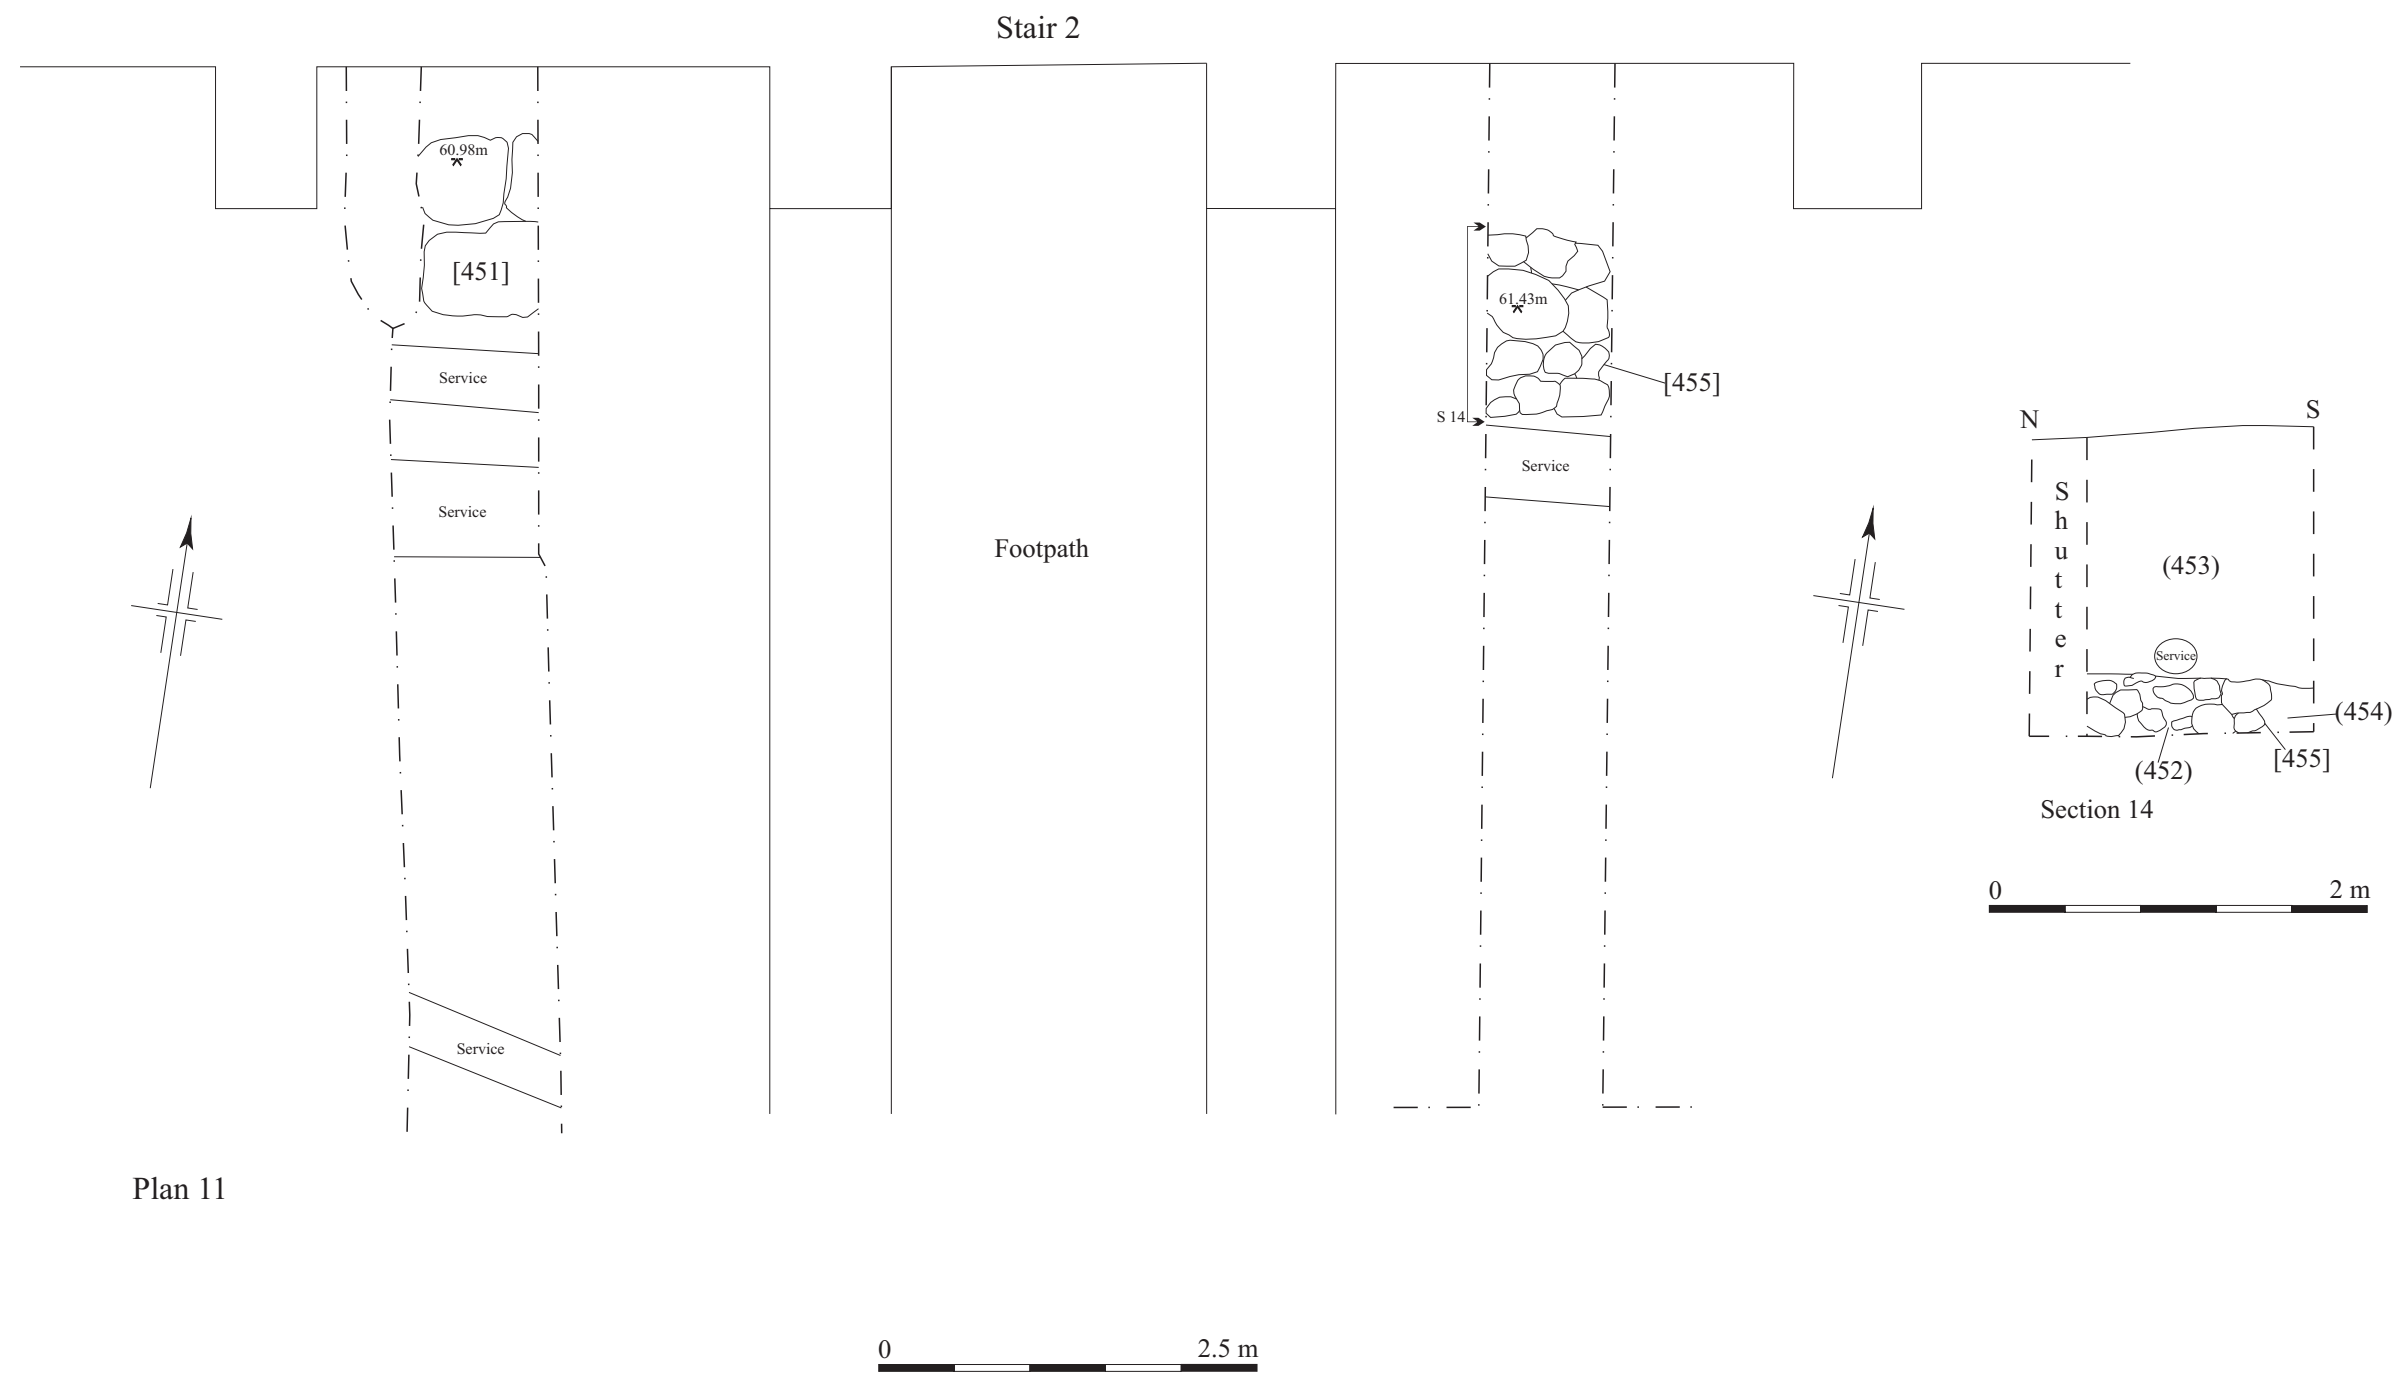 Stair 2
60.98m
[451]
Service
Service
Service
Footpath
61.43m
[455]
S 14
Service
N
S
Shutter
(453)
Service
(454)
[455]
(452)
Section 14
0
2 m
Plan 11
0
2.5 m